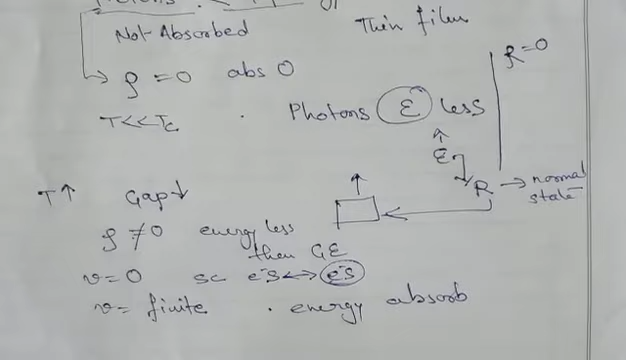 Not Absorbed Thin film
ρ = 0 abs 0 ρ = 0
T << Tc . Photons ε less
ε
R → normal state
T↑ Gap↓
ρ ≠ 0 energy less then GE
ν = 0 sc e⁻s ↔ e⁻s
ν = finite . energy absorb